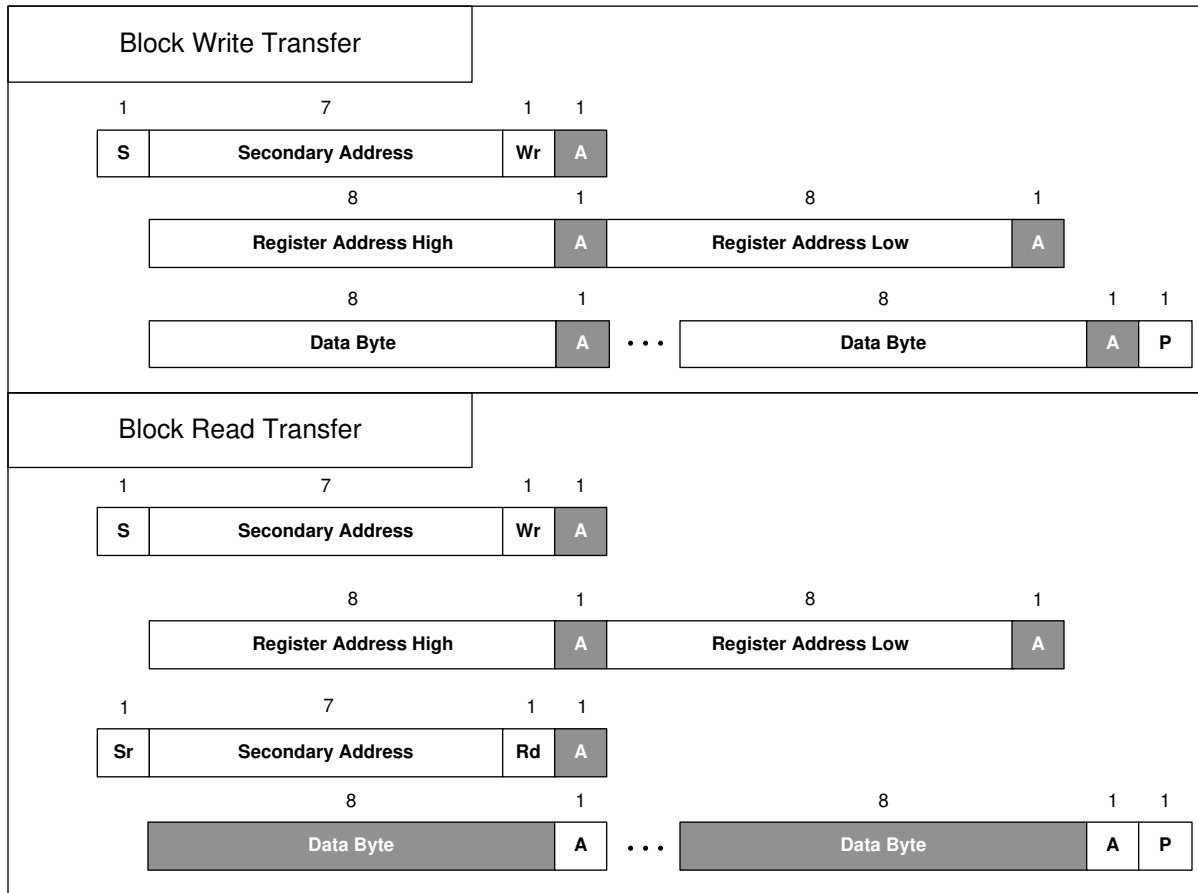 Block Write Transfer
1 7 1 1
S Secondary Address Wr A
8 1 8 1
Register Address High A Register Address Low A
8 1 8 1 1
Data Byte A • • • Data Byte A P
Block Read Transfer
1 7 1 1
S Secondary Address Wr A
8 1 8 1
Register Address High A Register Address Low A
1 7 1 1
Sr Secondary Address Rd A
8 1 8 1 1
Data Byte A • • • Data Byte A P